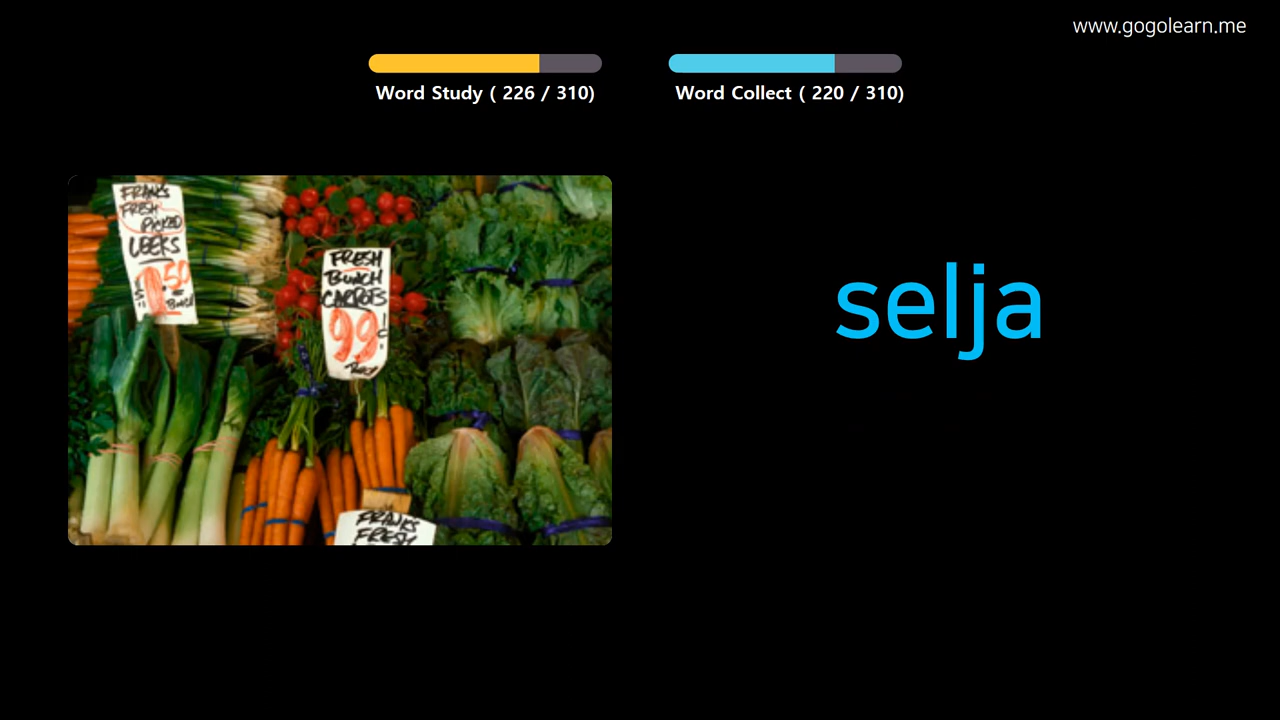 www.gogolearn.me
Word Study ( 226 / 310)
Word Collect ( 220 / 310)
FRANK'S
FRESH
PICKED
LEEKS
FRESH
BUNCH
CARROTS
99¢
selja
FRANK'S
FRESH